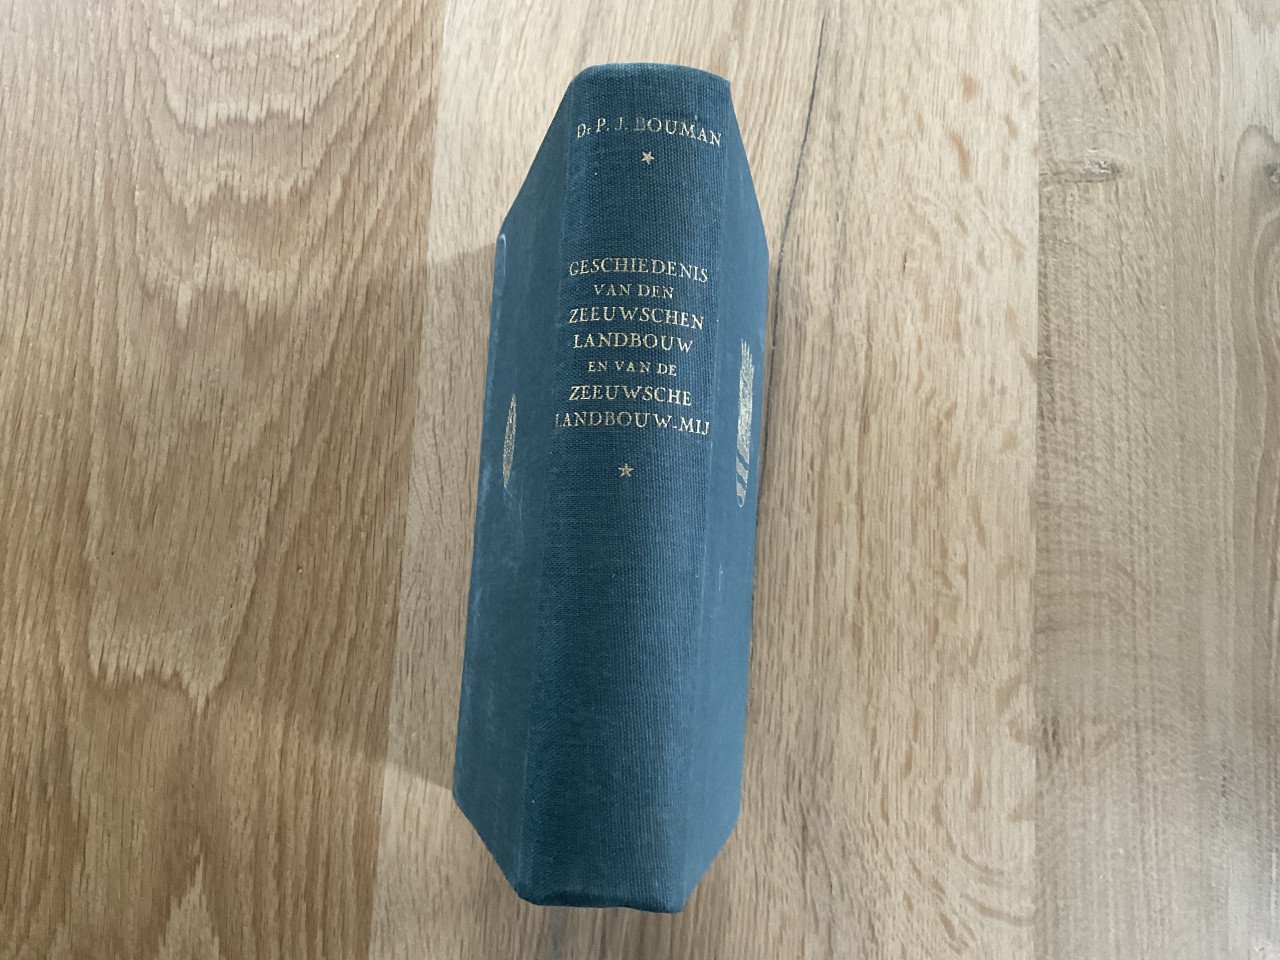 Dr P. J. BOUMAN
GESCHIEDENIS
VAN DEN
ZEEUWSCHEN
LANDBOUW
EN VAN DE
ZEEUWSCHE
LANDBOUW-MIJ